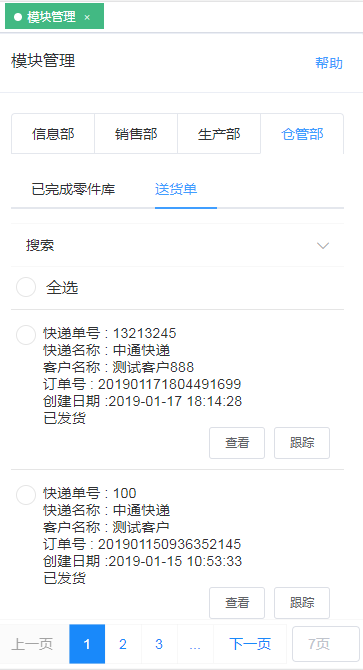 模块管理 ×
模块管理 帮助
信息部 销售部 生产部 仓管部
已完成零件库 送货单
搜索
全选
快递单号 : 13213245
快递名称 : 中通快递
客户名称 : 测试客户888
订单号 : 201901171804491699
创建日期 :2019-01-17 18:14:28
已发货
查看 跟踪
快递单号 : 100
快递名称 : 中通快递
客户名称 : 测试客户
订单号 : 201901150936352145
创建日期 :2019-01-15 10:53:33
已发货
查看 跟踪
上一页 1 2 3 ... 下一页 7页